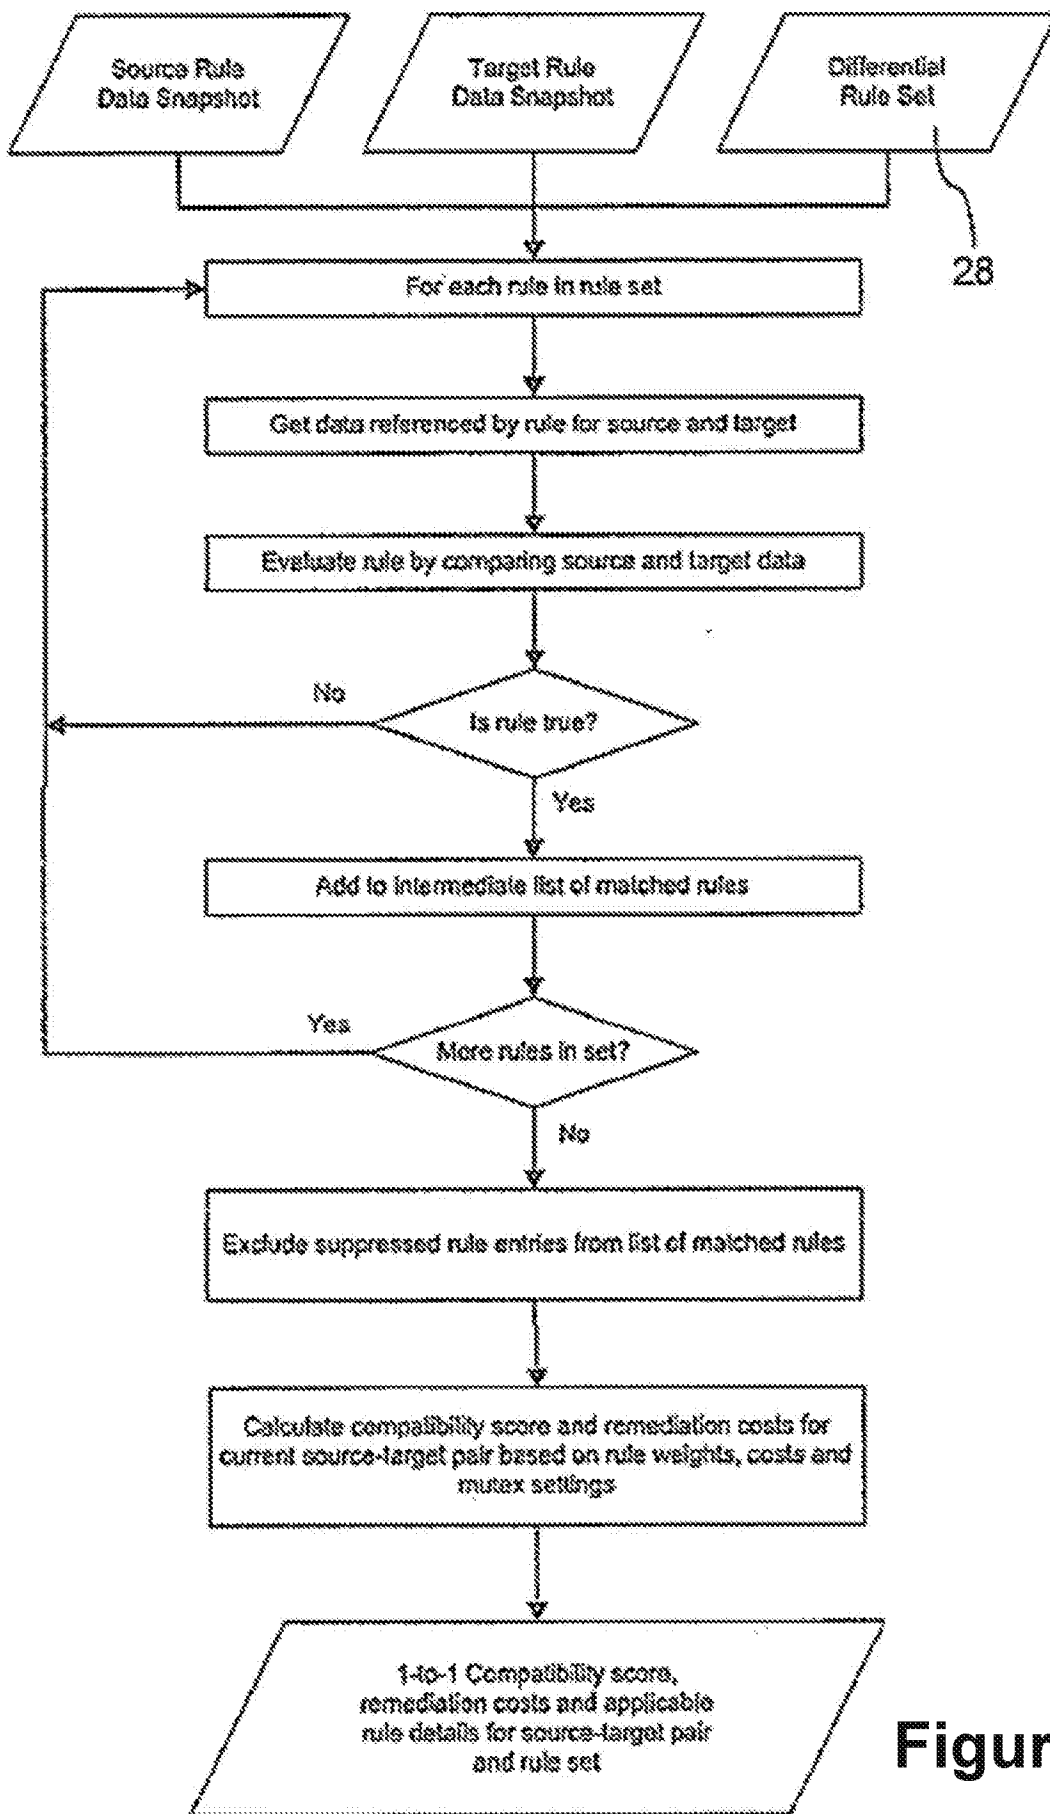 Source Rule
Data Snapshot
Target Rule
Data Snapshot
Differential
Rule Set
28
For each rule in rule set
Get data referenced by rule for source and target
Evaluate rule by comparing source and target data
No
Is rule true?
Yes
Add to intermediate list of matched rules
Yes
More rules in set?
No
Exclude suppressed rule entries from list of matched rules
Calculate compatibility score and remediation costs for
current source-target pair based on rule weights, costs and
mutex settings
1-to-1 Compatibility score,
remediation costs and applicable
rule details for source-target pair
and rule set
Figur